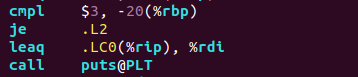 cmpl $3, -20(%rbp)
je .L2
leaq .LC0(%rip), %rdi
call puts@PLT